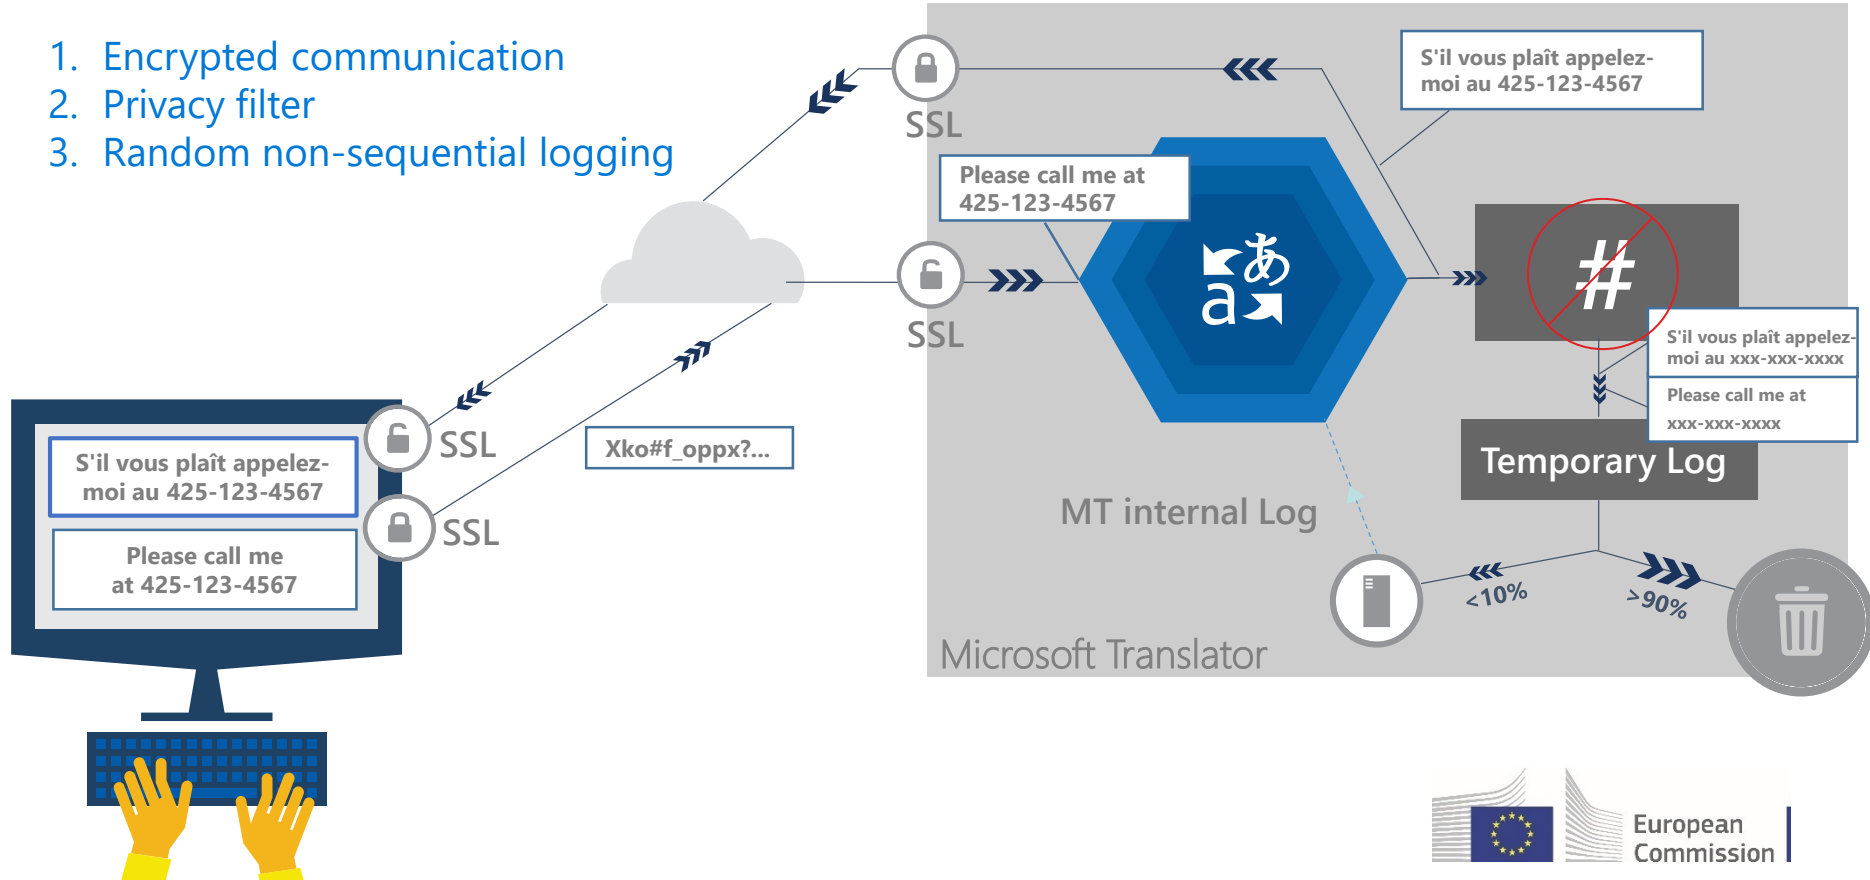 1. Encrypted communication
2. Privacy filter
3. Random non-sequential logging
SSL
S'il vous plaît appelez-
moi au 425-123-4567
Please call me at
425-123-4567
あ
a
#
SSL
S'il vous plaît appelez-
moi au xxx-xxx-xxxx
Please call me at
xxx-xxx-xxxx
Temporary Log
S'il vous plaît appelez-
moi au 425-123-4567
SSL
Xko#f_oppx?...
Please call me
at 425-123-4567
SSL
MT internal Log
<10%
>90%
Microsoft Translator
European
Commission